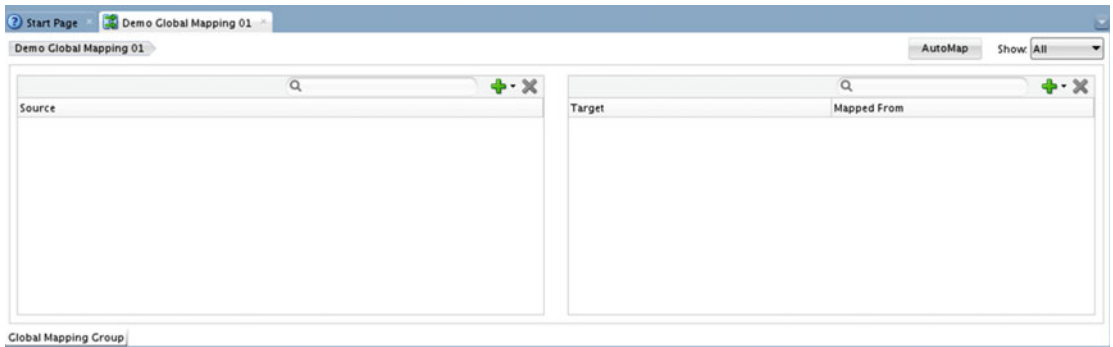 Start Page Demo Global Mapping 01
Demo Global Mapping 01 AutoMap Show: All
Source Target Mapped From
Global Mapping Group